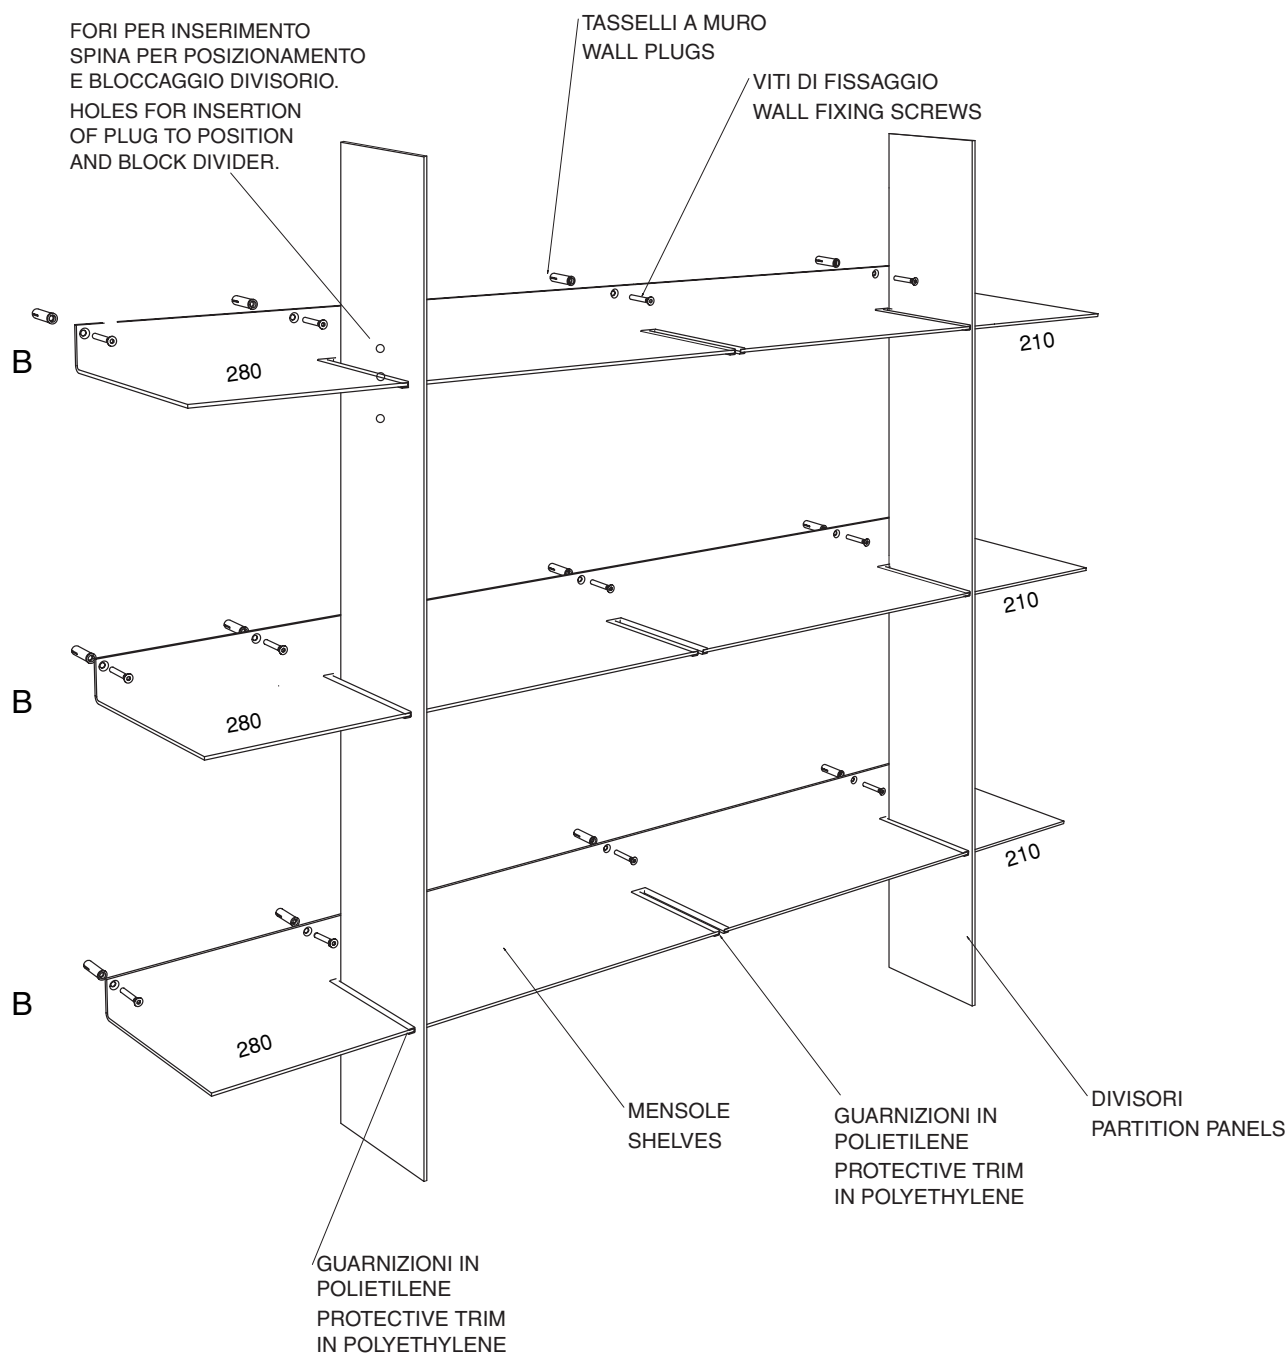 FORI PER INSERIMENTO
SPINA PER POSIZIONAMENTO
E BLOCCAGGIO DIVISORIO.
HOLES FOR INSERTION
OF PLUG TO POSITION
AND BLOCK DIVIDER.
TASSELLI A MURO
WALL PLUGS
VITI DI FISSAGGIO
WALL FIXING SCREWS
B
280
210
B
280
210
B
280
210
MENSOLE
SHELVES
GUARNIZIONI IN
POLIETILENE
PROTECTIVE TRIM
IN POLYETHYLENE
DIVISORI
PARTITION PANELS
GUARNIZIONI IN
POLIETILENE
PROTECTIVE TRIM
IN POLYETHYLENE